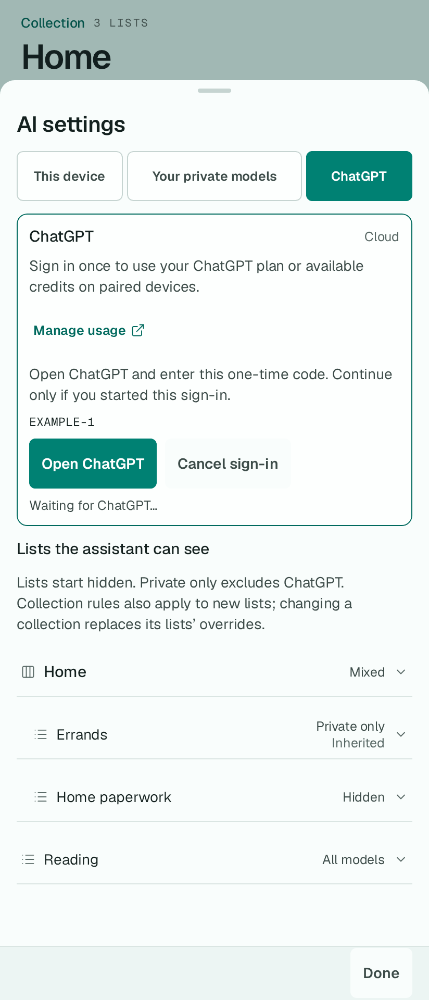 Collection 3 LISTS
Home
AI settings
This device
Your private models
ChatGPT
ChatGPT
Cloud
Sign in once to use your ChatGPT plan or available
credits on paired devices.
Manage usage
Open ChatGPT and enter this one-time code. Continue
only if you started this sign-in.
EXAMPLE-1
Open ChatGPT
Cancel sign-in
Waiting for ChatGPT…
Lists the assistant can see
Lists start hidden. Private only excludes ChatGPT.
Collection rules also apply to new lists; changing a
collection replaces its lists’ overrides.
Home
Mixed
Errands
Private only
Inherited
Home paperwork
Hidden
Reading
All models
Done